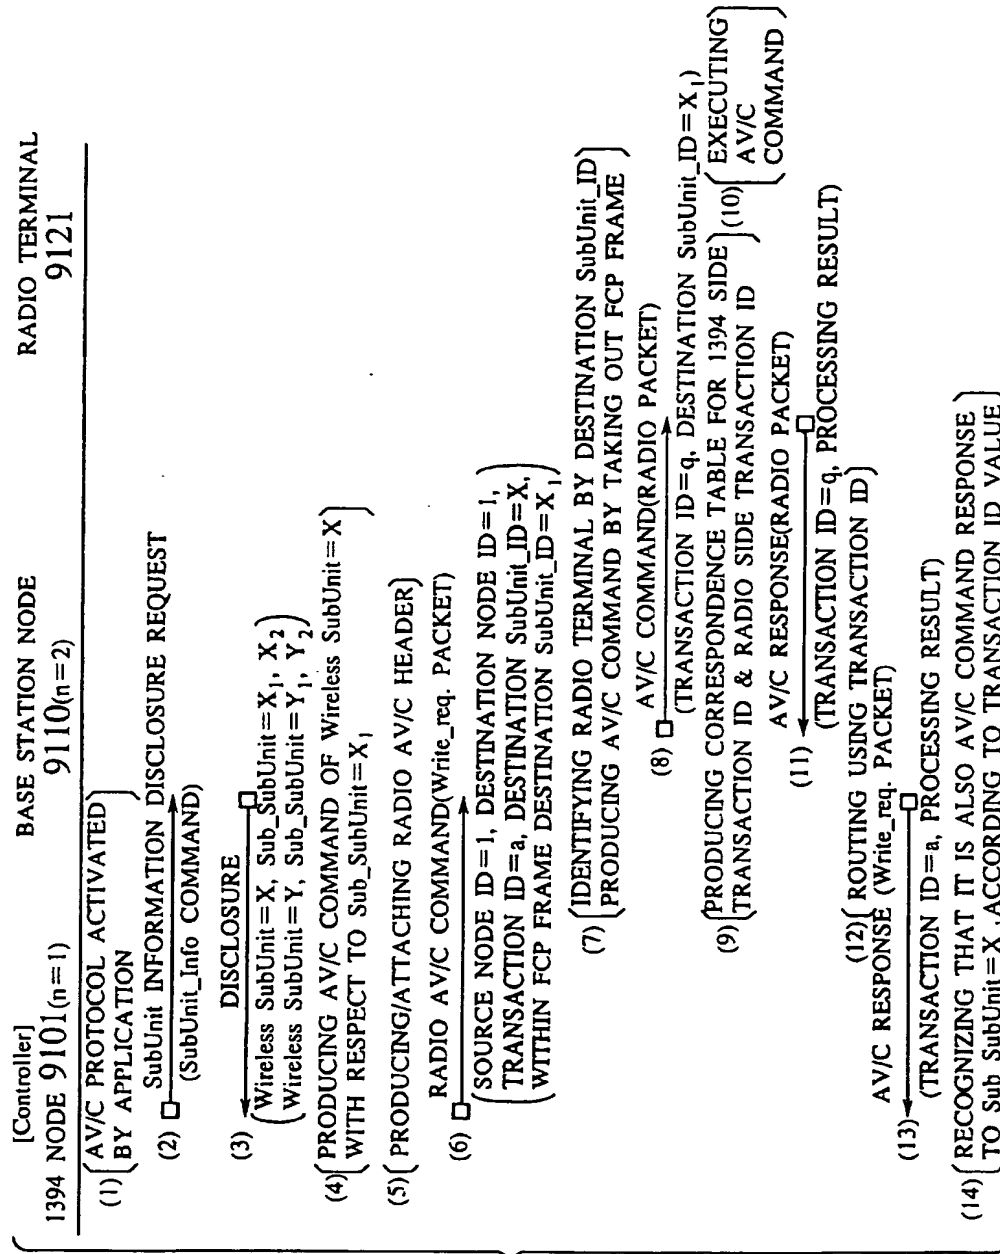 [Controller]
1394 NODE 9101(n=1)
BASE STATION NODE
9110(n=2)
RADIO TERMINAL
9121
(1) AV/C PROTOCOL ACTIVATED
BY APPLICATION
SubUnit INFORMATION DISCLOSURE REQUEST
(2)
(SubUnit_Info COMMAND)
DISCLOSURE
(3)
(Wireless SubUnit=X, Sub_SubUnit=X1, X2
Wireless SubUnit=Y, Sub_SubUnit=Y1, Y2)
(4) PRODUCING AV/C COMMAND OF Wireless SubUnit=X
WITH RESPECT TO Sub_SubUnit=X1
(5) PRODUCING/ATTACHING RADIO AV/C HEADER
RADIO AV/C COMMAND(Write_req. PACKET)
(6)
(SOURCE NODE ID=1, DESTINATION NODE ID=1,
TRANSACTION ID=a, DESTINATION SubUnit_ID=X,
WITHIN FCP FRAME DESTINATION SubUnit_ID=X1)
(7) IDENTIFYING RADIO TERMINAL BY DESTINATION SubUnit_ID
PRODUCING AV/C COMMAND BY TAKING OUT FCP FRAME
AV/C COMMAND(RADIO PACKET)
(8)
(TRANSACTION ID=q, DESTINATION SubUnit_ID=X1)
(9) PRODUCING CORRESPONDENCE TABLE FOR 1394 SIDE
TRANSACTION ID & RADIO SIDE TRANSACTION ID
(10) EXECUTING
AV/C
COMMAND
AV/C RESPONSE(RADIO PACKET)
(11)
(TRANSACTION ID=q, PROCESSING RESULT)
(12) ROUTING USING TRANSACTION ID
AV/C RESPONSE (Write_req. PACKET)
(13)
(TRANSACTION ID=a, PROCESSING RESULT)
(14) RECOGNIZING THAT IT IS ALSO AV/C COMMAND RESPONSE
TO Sub_SubUnit=X, ACCORDING TO TRANSACTION ID VALUE